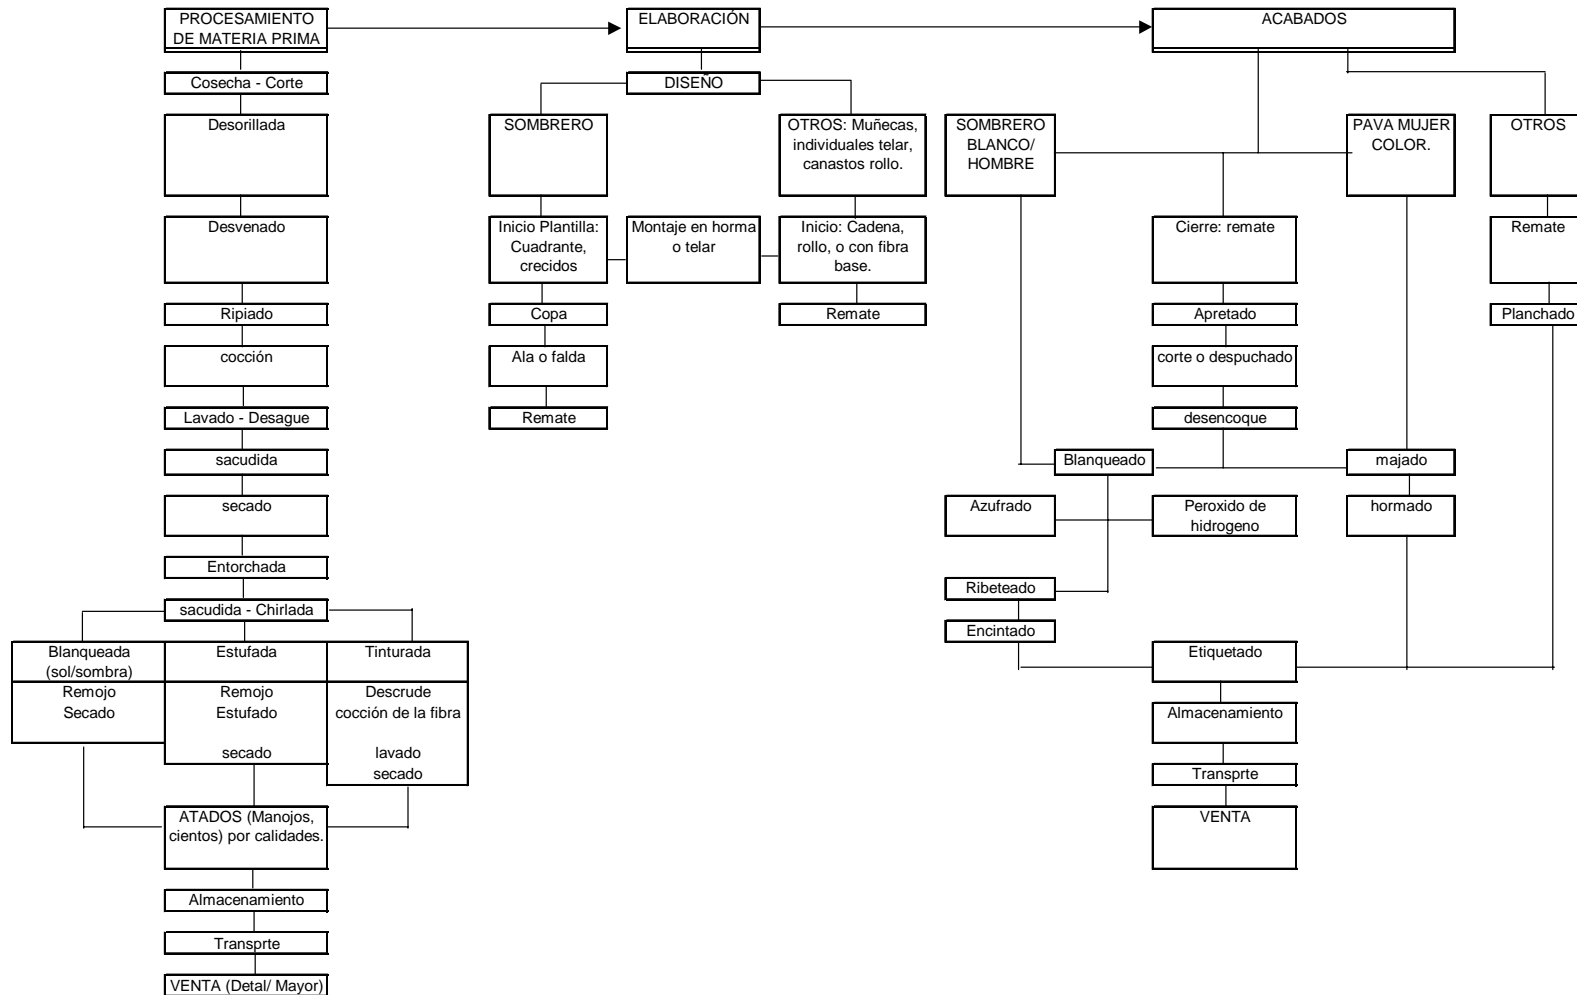 PROCESAMIENTO
DE MATERIA PRIMA
Cosecha - Corte
Desorillada
Desvenado
Ripiado
cocción
Lavado - Desague
sacudida
secado
Entorchada
sacudida - Chirlada
Blanqueada
(sol/sombra)
Remojo
Secado
Estufada
Remojo
Estufado
secado
Tinturada
Descrude
cocción de la fibra
lavado
secado
ATADOS (Manojos,
cientos) por calidades.
Almacenamiento
Transprte
VENTA (Detal/ Mayor)
ELABORACIÓN
DISEÑO
SOMBRERO
Inicio Plantilla:
Cuadrante,
crecidos
Copa
Ala o falda
Remate
Montaje en horma
o telar
OTROS: Muñecas,
individuales telar,
canastos rollo.
Inicio: Cadena,
rollo, o con fibra
base.
Remate
ACABADOS
SOMBRERO
BLANCO/
HOMBRE
PAVA MUJER
COLOR.
OTROS
Cierre: remate
Remate
Apretado
Planchado
corte o despuchado
desencoque
Blanqueado
majado
Azufrado
Peroxido de
hidrogeno
hormado
Ribeteado
Encintado
Etiquetado
Almacenamiento
Transprte
VENTA